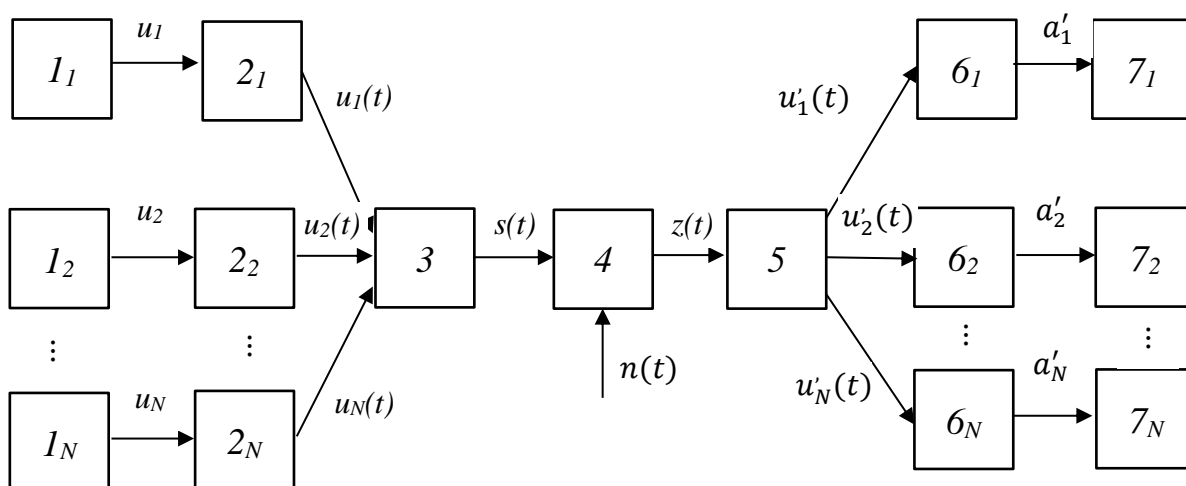 u₁ a′₁
1₁ 2₁ 6₁ 7₁
u₁(t) u′₁(t)
u₂ u₂(t) s(t) z(t) u′₂(t) a′₂
1₂ 2₂ 3 4 5 6₂ 7₂
⋮ ⋮ ⋮ ⋮
n(t)
u_N u_N(t) u′_N(t) a′_N
1_N 2_N 6_N 7_N